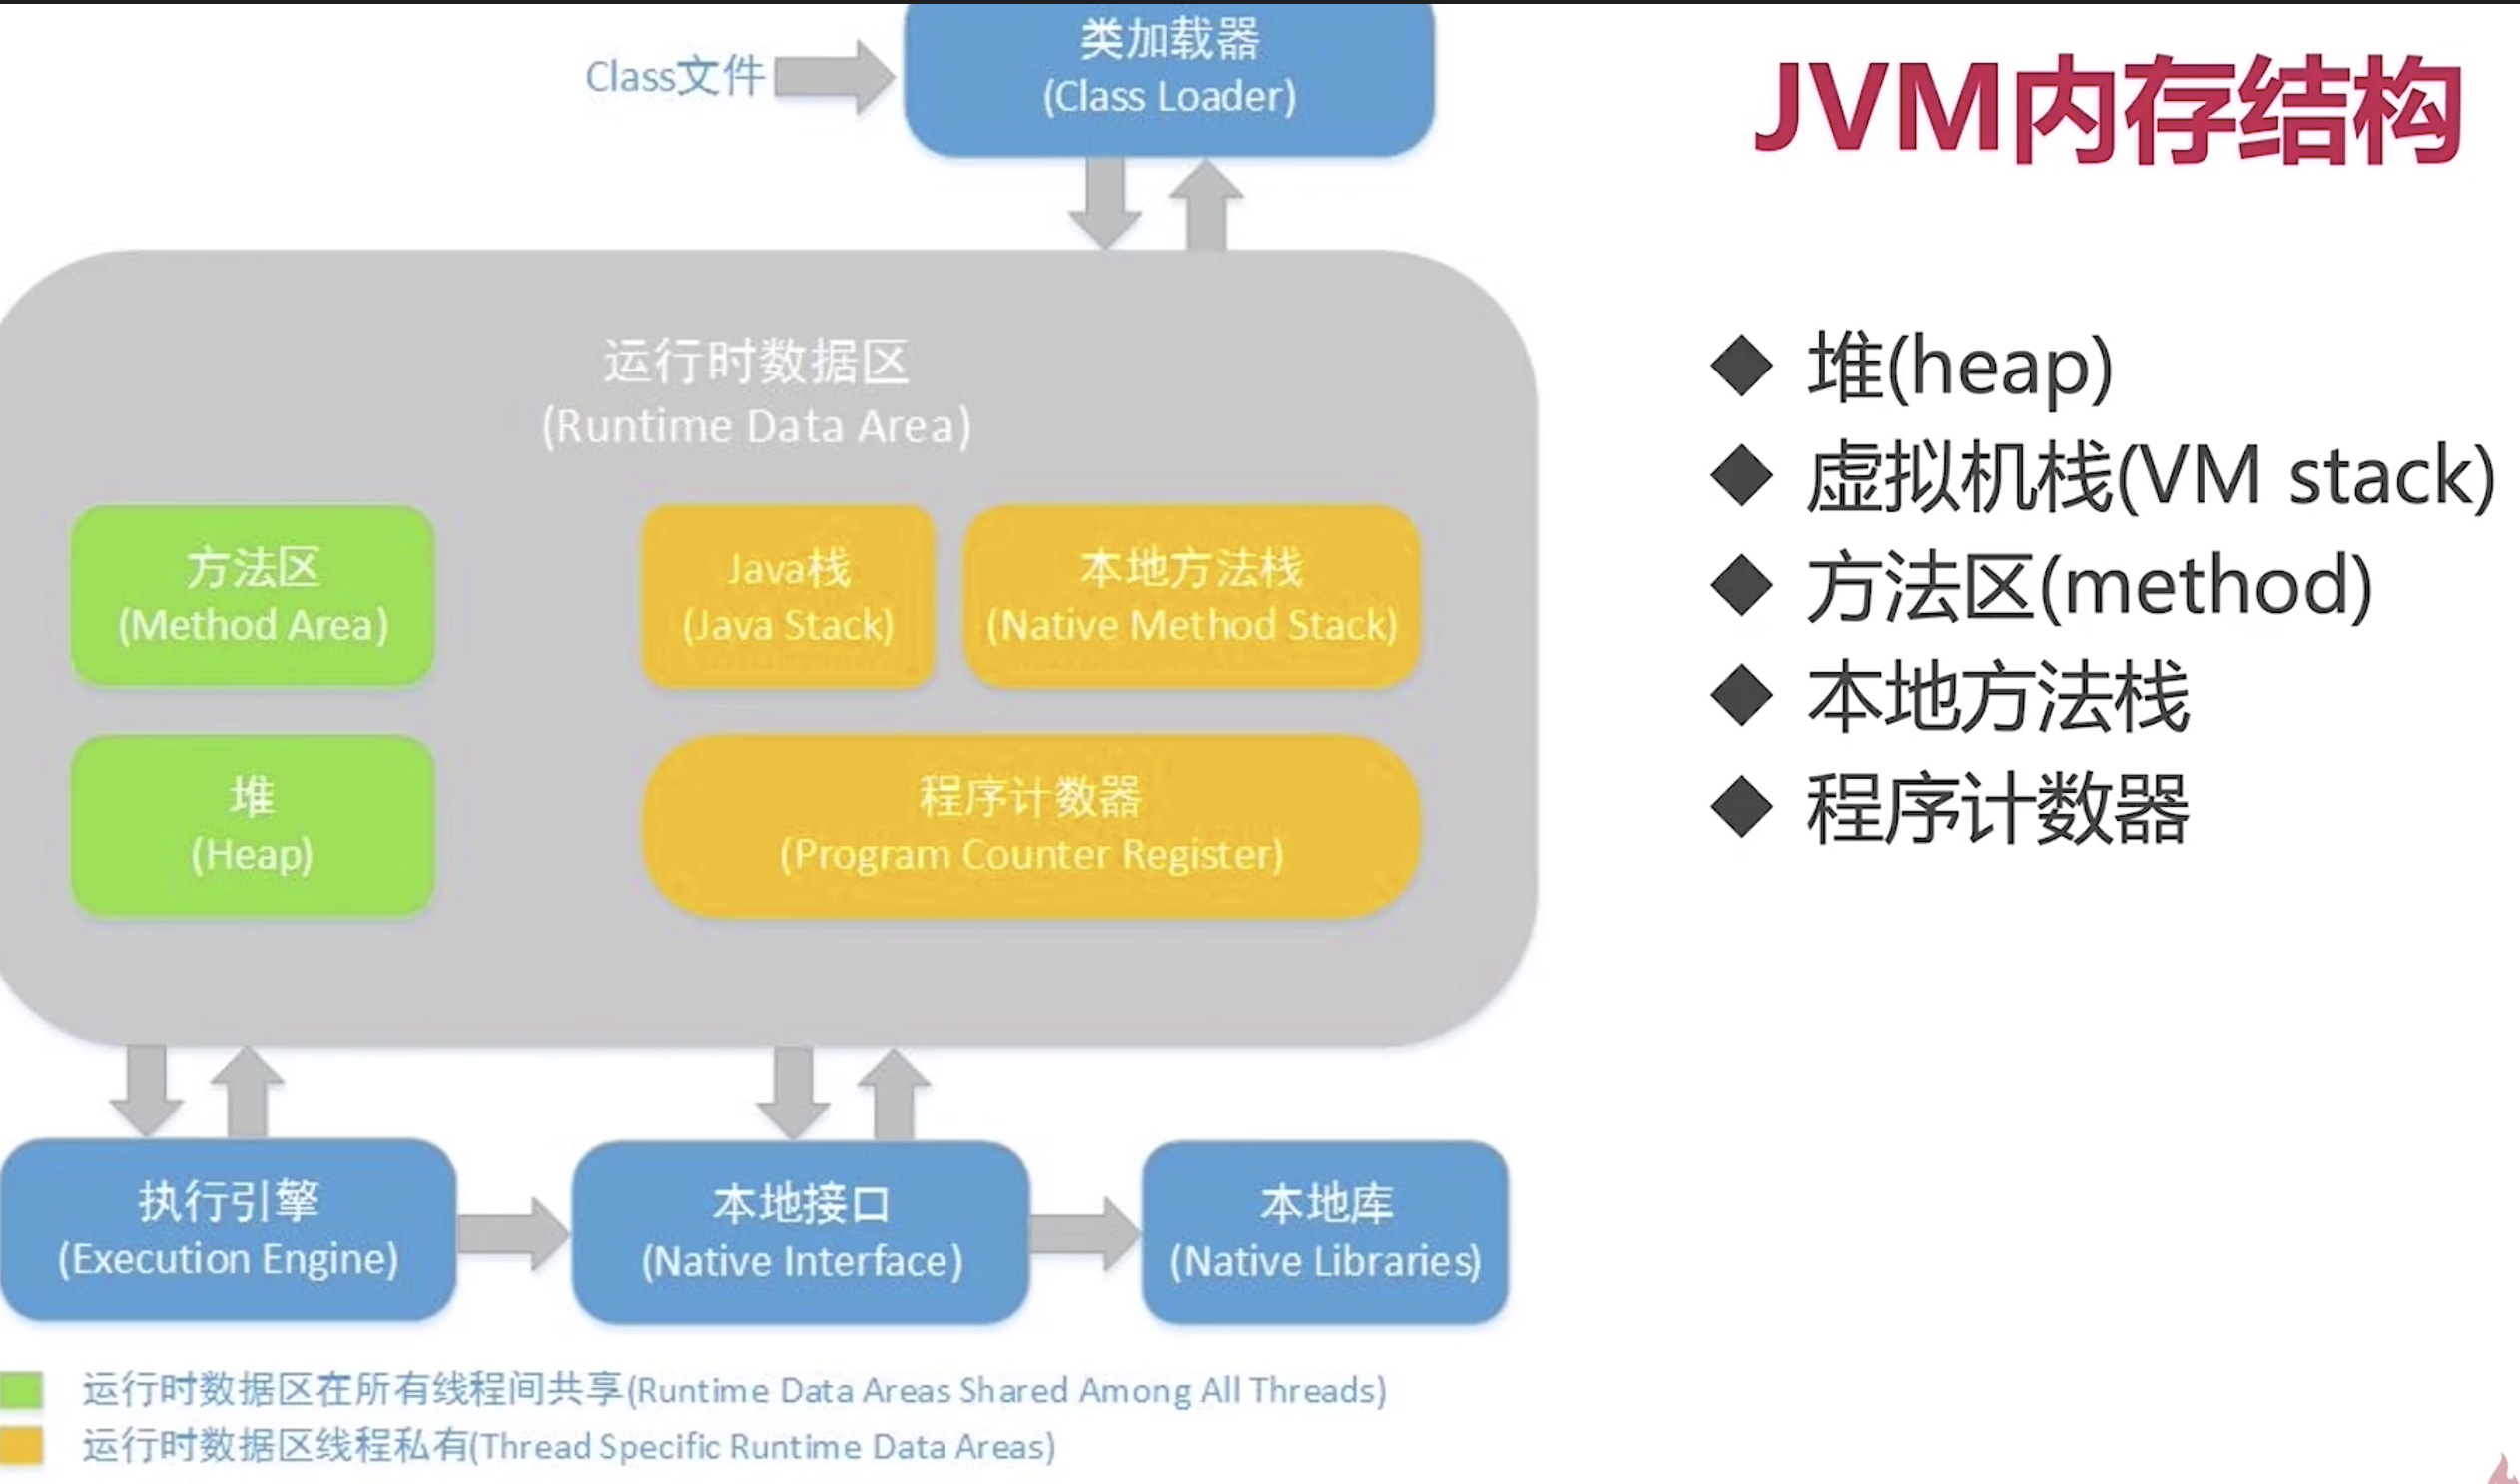 Class文件
类加载器
(Class Loader)
JVM内存结构
运行时数据区
(Runtime Data Area)
方法区
(Method Area)
Java栈
(Java Stack)
本地方法栈
(Native Method Stack)
堆
(Heap)
程序计数器
(Program Counter Register)
执行引擎
(Execution Engine)
本地接口
(Native Interface)
本地库
(Native Libraries)
运行时数据区在所有线程间共享(Runtime Data Areas Shared Among All Threads)
运行时数据区线程私有(Thread Specific Runtime Data Areas)
◆ 堆(heap)
◆ 虚拟机栈(VM stack)
◆ 方法区(method)
◆ 本地方法栈
◆ 程序计数器